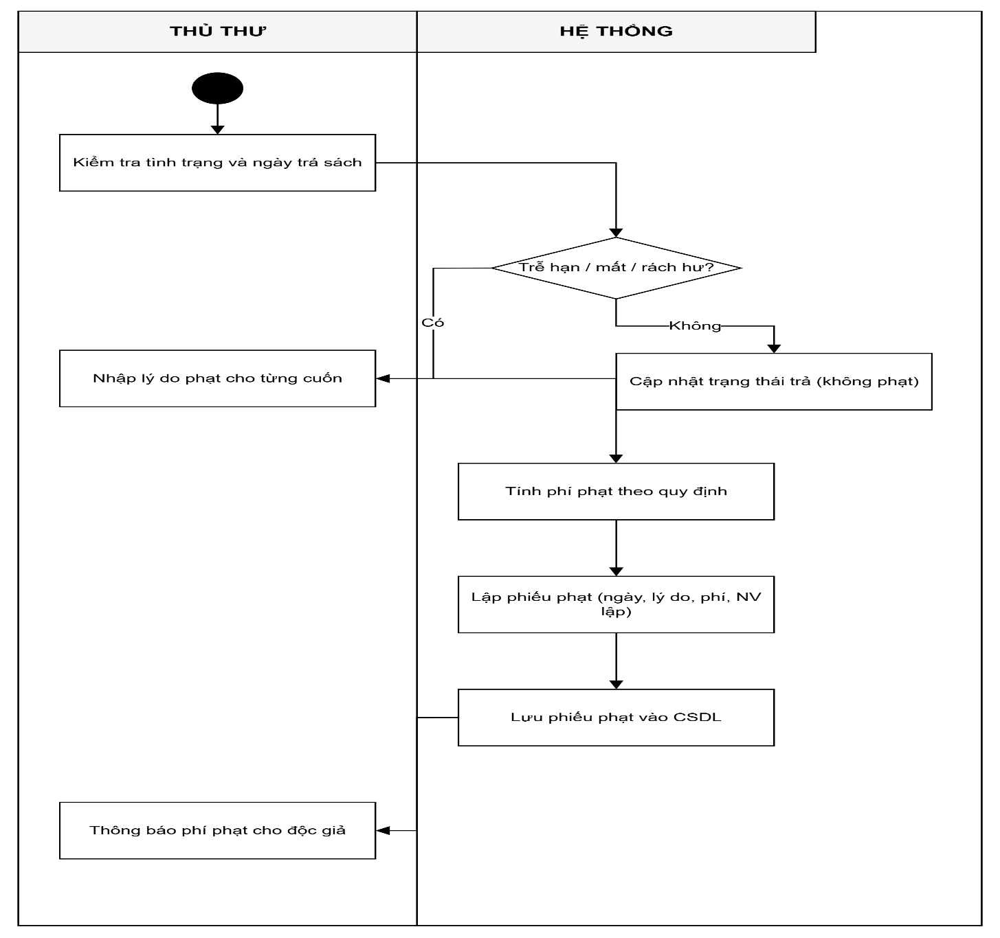 THỦ THƯ
HỆ THỐNG
Kiểm tra tình trạng và ngày trả sách
Trễ hạn / mất / rách hư?
Có
Không
Nhập lý do phạt cho từng cuốn
Cập nhật trạng thái trả (không phạt)
Tính phí phạt theo quy định
Lập phiếu phạt (ngày, lý do, phí, NV
lập)
Lưu phiếu phạt vào CSDL
Thông báo phí phạt cho độc giả